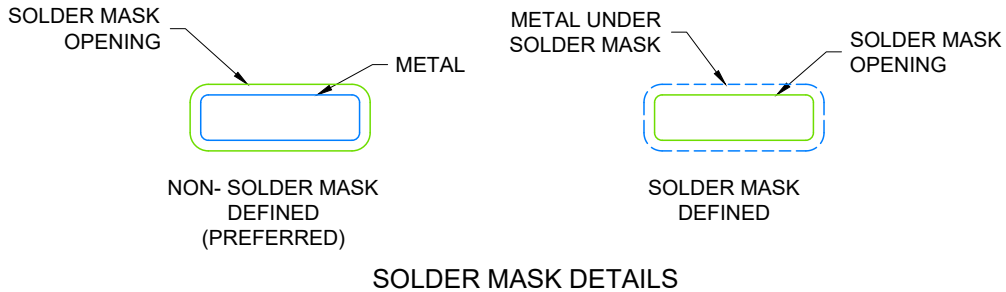 SOLDER MASK
OPENING
METAL
NON- SOLDER MASK
DEFINED
(PREFERRED)
METAL UNDER
SOLDER MASK
SOLDER MASK
OPENING
SOLDER MASK
DEFINED
SOLDER MASK DETAILS